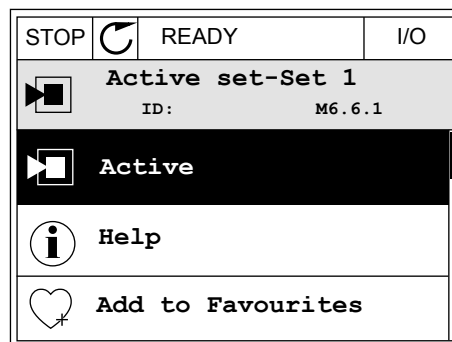 STOP READY I/O
Active set-Set 1
ID: M6.6.1
Active
Help
Add to Favourites